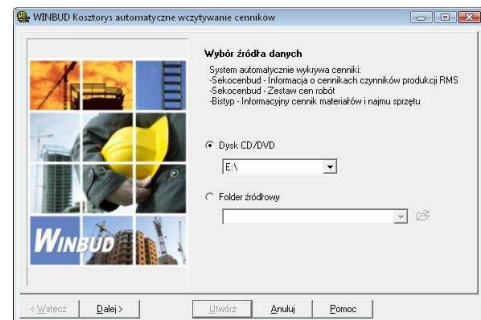 WINBUD Kosztorys automatyczne wczytywanie cenników
Wybór źródła danych
System automatycznie wykrywa cenniki:
-Sekocenbud - Informacja o cennikach czynników produkcji RMS
-Sekocenbud - Zestaw cen robót
-Bistyp - Informacyjny cennik materiałów i najmu sprzętu
Dysk CD/DVD
E:\
Folder źródłowy
WINBUD
< Wstecz Dalej > Utwórz Anuluj Pomoc